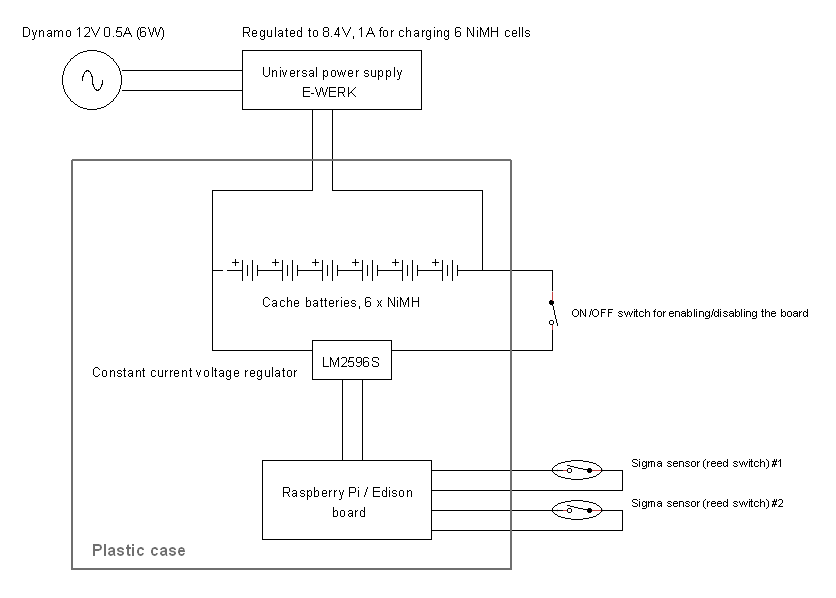 Dynamo 12V 0.5A (6W)
Regulated to 8.4V, 1A for charging 6 NiMH cells
Universal power supply
E-WERK
+ + + + + +
Cache batteries, 6 x NiMH
ON/OFF switch for enabling/disabling the board
LM2596S
Constant current voltage regulator
Sigma sensor (reed switch) #1
Raspberry Pi / Edison
board
Sigma sensor (reed switch) #2
Plastic case